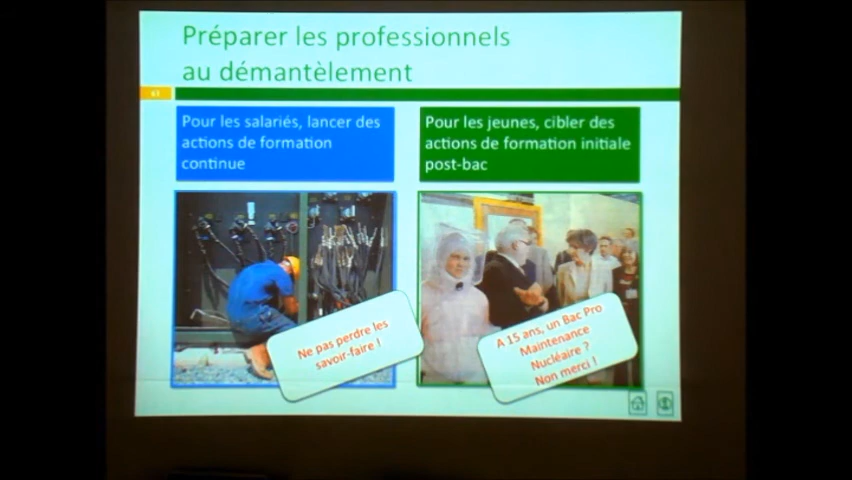 Préparer les professionnels
au démantèlement
Pour les salariés, lancer des
actions de formation
continue
Pour les jeunes, cibler des
actions de formation initiale
post-bac
Ne pas perdre les
savoir-faire !
A 15 ans, un Bac Pro
Maintenance
Nucléaire ?
Non merci !